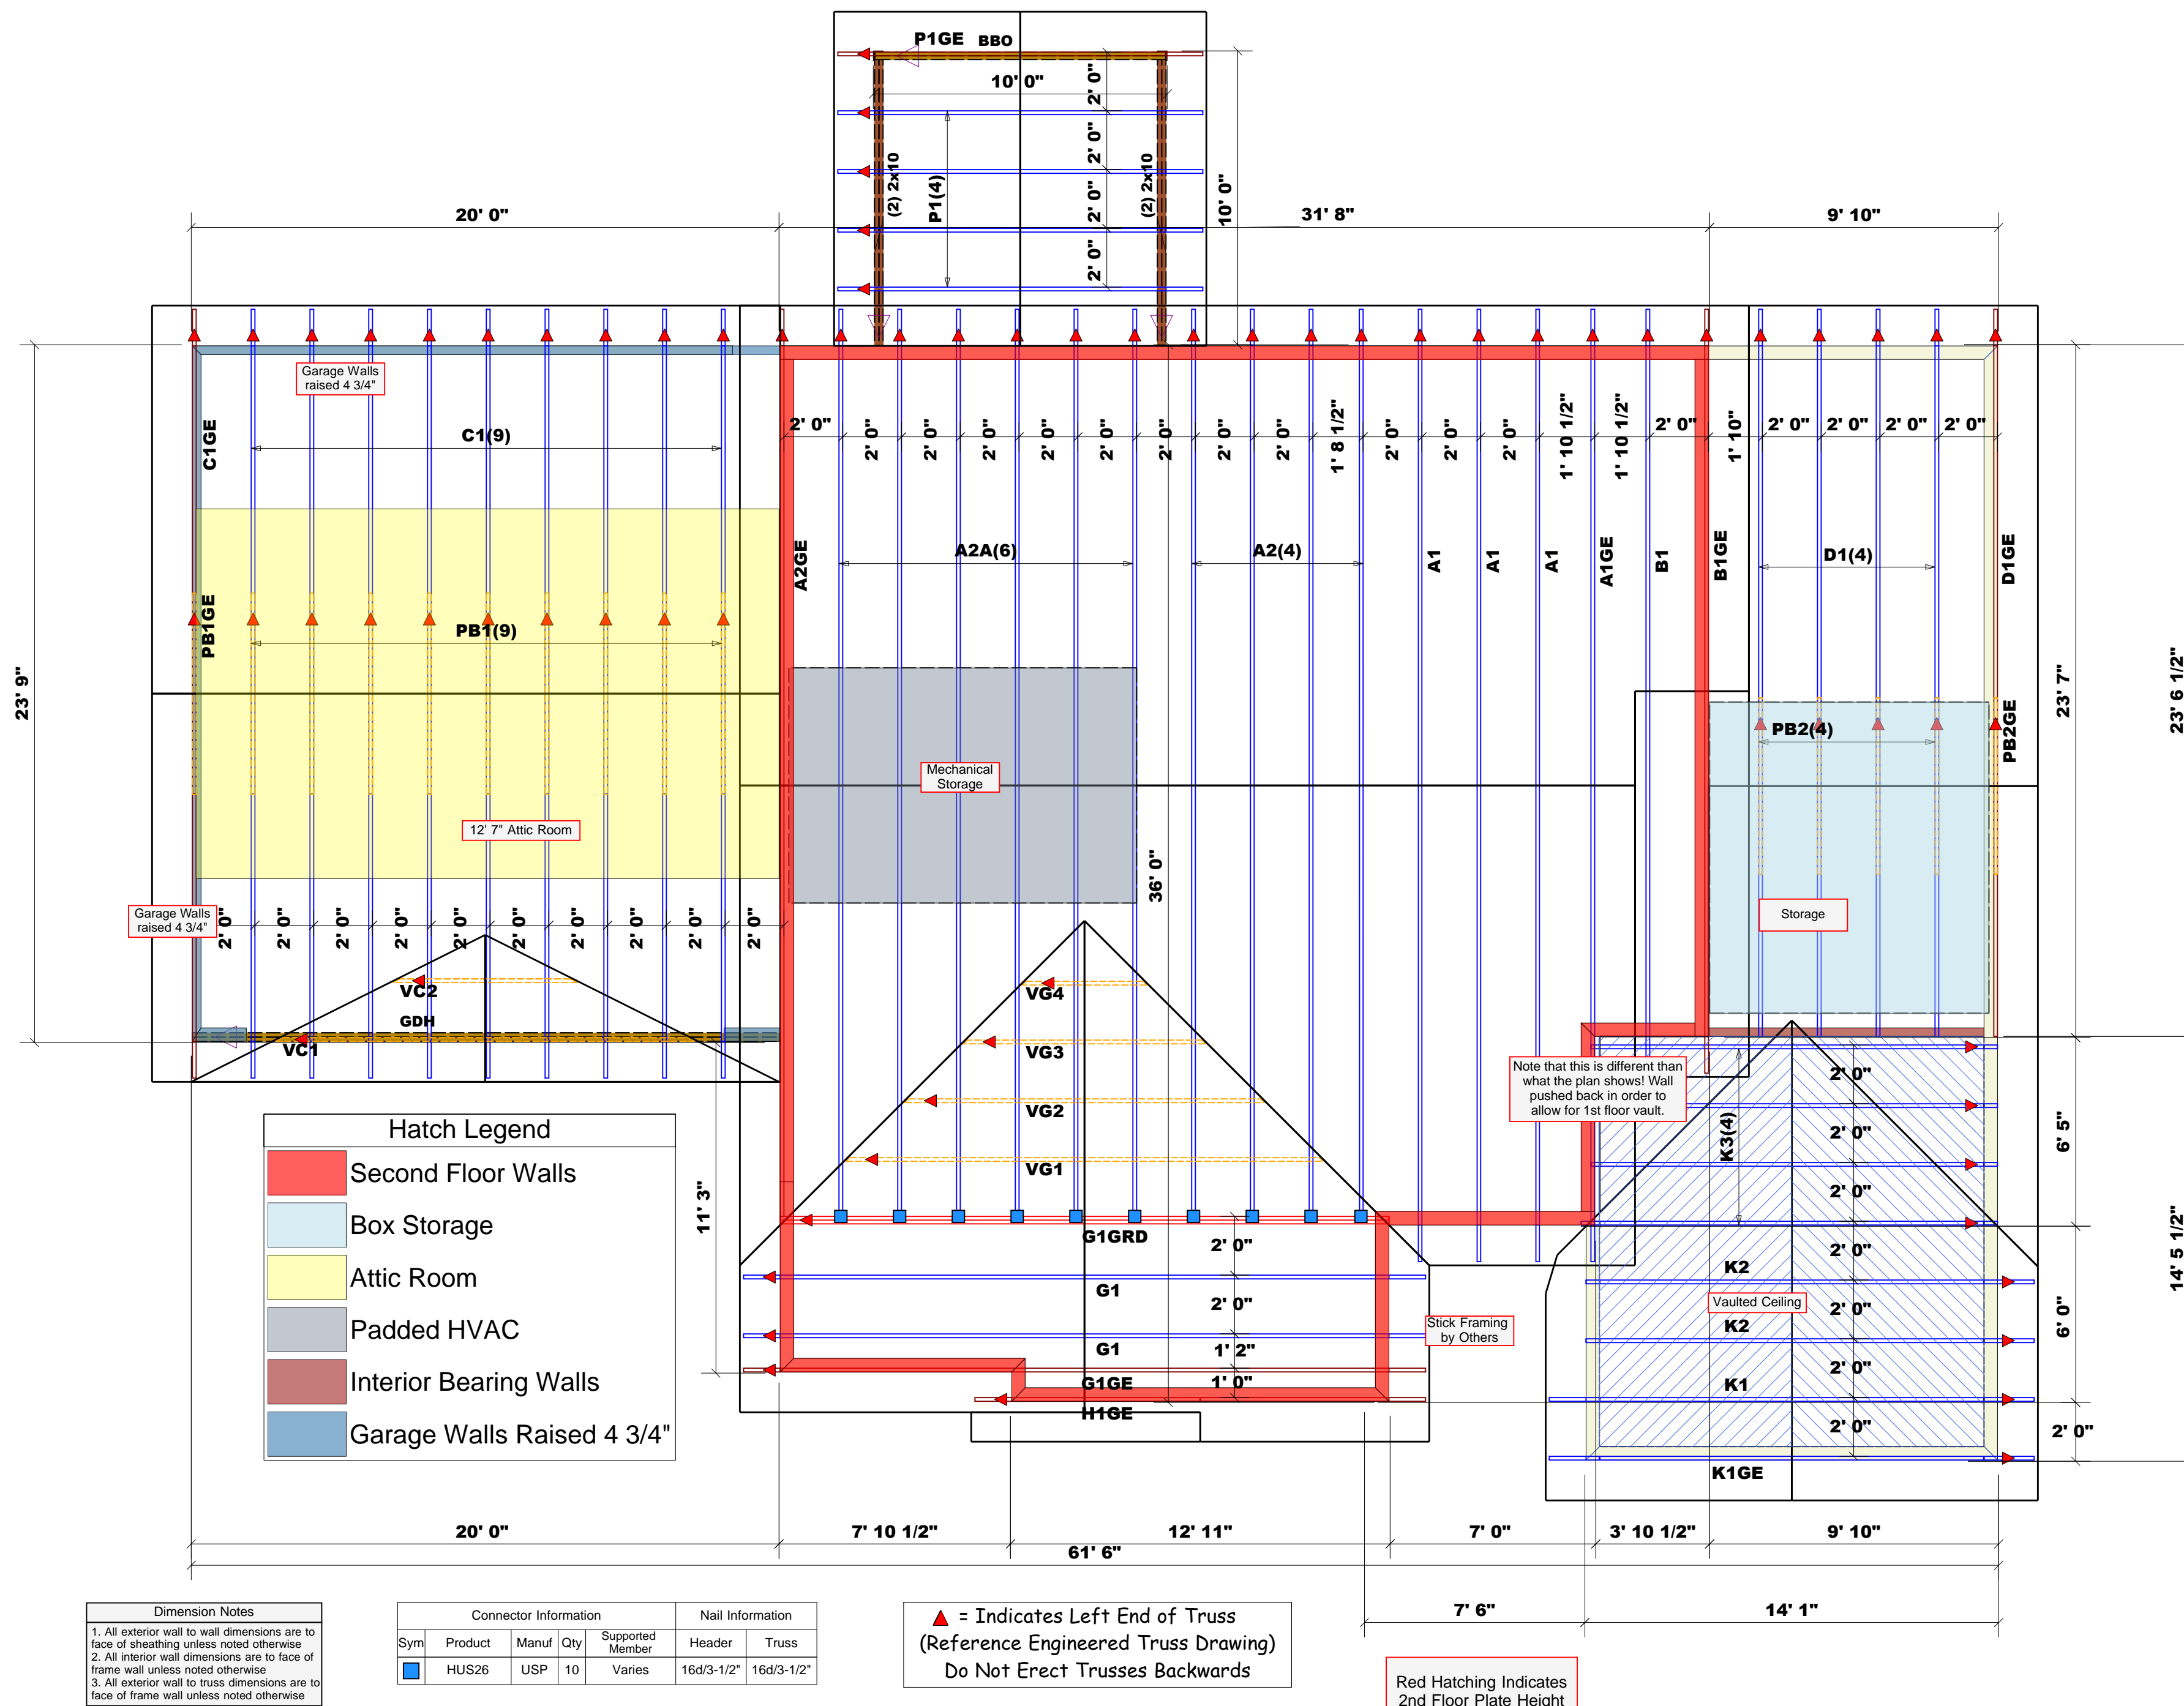 P1GE BBO
10' 0"
2' 0"
2' 0"
2' 0"
2' 0"
(2) 2x10
P1(4)
(2) 2x10
10' 0"
20' 0"
31' 8"
9' 10"
Garage Walls
raised 4 3/4"
C1GE
C1(9)
2' 0"
2' 0"
2' 0"
2' 0"
2' 0"
2' 0"
2' 0"
2' 0"
2' 0"
1' 8 1/2"
2' 0"
2' 0"
2' 0"
1' 10 1/2"
1' 10 1/2"
2' 0"
1' 10"
2' 0"
2' 0"
2' 0"
2' 0"
A2GE
A2A(6)
A2(4)
A1
A1
A1
A1GE
B1
B1GE
D1(4)
D1GE
PB1GE
PB1(9)
23' 9"
Mechanical
Storage
PB2(4)
PB2GE
23' 7"
23' 6 1/2"
12' 7" Attic Room
36' 0"
Storage
Garage Walls
raised 4 3/4"
2' 0"
2' 0"
2' 0"
2' 0"
2' 0"
2' 0"
2' 0"
2' 0"
2' 0"
2' 0"
VC2
GDH
VC1
VG4
VG3
VG2
VG1
Note that this is different than
what the plan shows! Wall
pushed back in order to
allow for 1st floor vault.
K3(4)
2' 0"
2' 0"
2' 0"
2' 0"
2' 0"
2' 0"
2' 0"
6' 5"
14' 5 1/2"
6' 0"
2' 0"
11' 3"
G1GRD
2' 0"
G1
2' 0"
G1
1' 2"
G1GE
1' 0"
H1GE
Stick Framing
by Others
K2
Vaulted Ceiling
K2
K1
K1GE
Hatch Legend
Second Floor Walls
Box Storage
Attic Room
Padded HVAC
Interior Bearing Walls
Garage Walls Raised 4 3/4"
20' 0"
7' 10 1/2"
12' 11"
7' 0"
3' 10 1/2"
9' 10"
61' 6"
7' 6"
14' 1"
Dimension Notes
1. All exterior wall to wall dimensions are to
face of sheathing unless noted otherwise
2. All interior wall dimensions are to face of
frame wall unless noted otherwise
3. All exterior wall to truss dimensions are to
face of frame wall unless noted otherwise
Connector Information Nail Information
Sym Product Manuf Qty Supported Member Header Truss
HUS26 USP 10 Varies 16d/3-1/2" 16d/3-1/2"
= Indicates Left End of Truss
(Reference Engineered Truss Drawing)
Do Not Erect Trusses Backwards
Red Hatching Indicates
2nd Floor Plate Height